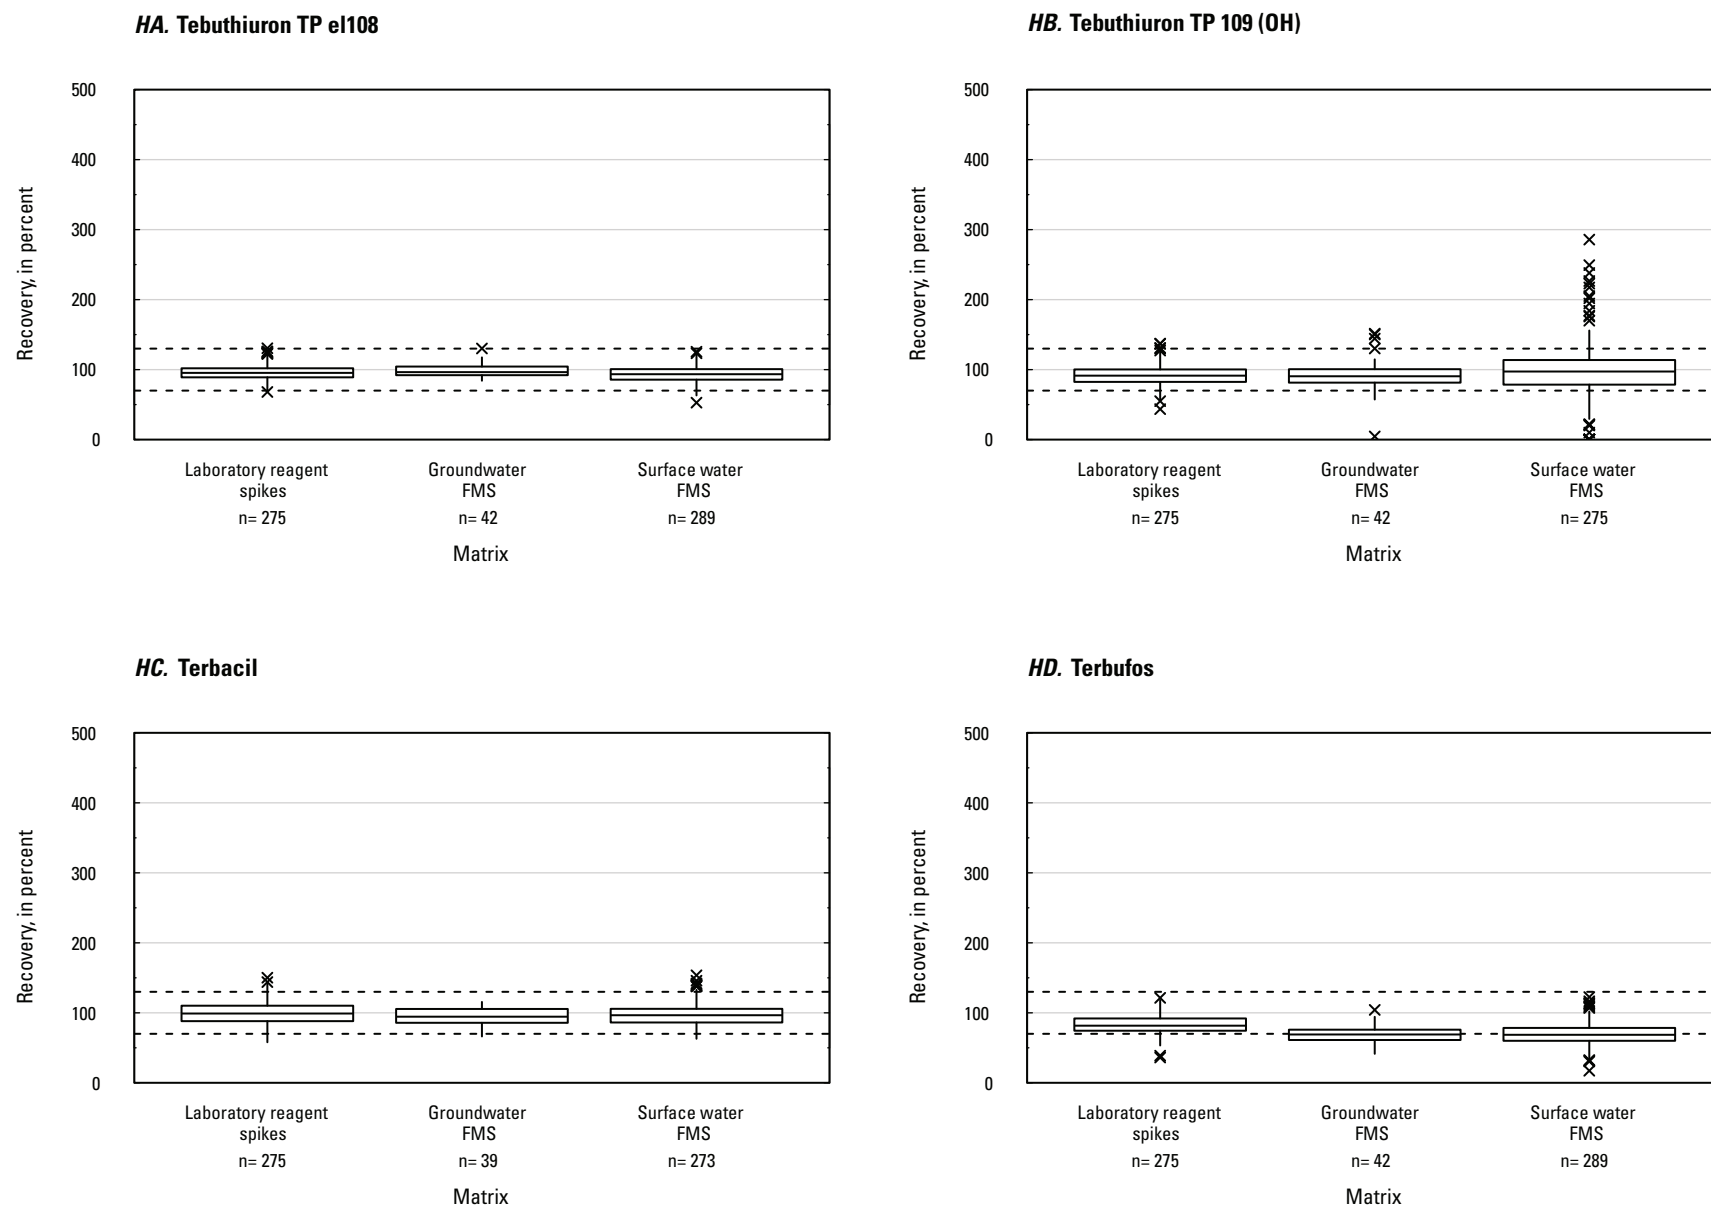 HA. Tebuthiuron TP el108
Recovery, in percent
500
400
300
200
100
0
Laboratory reagent
spikes
n= 275
Groundwater
FMS
n= 42
Surface water
FMS
n= 289
Matrix
HB. Tebuthiuron TP 109 (OH)
Recovery, in percent
500
400
300
200
100
0
Laboratory reagent
spikes
n= 275
Groundwater
FMS
n= 42
Surface water
FMS
n= 275
Matrix
HC. Terbacil
Recovery, in percent
500
400
300
200
100
0
Laboratory reagent
spikes
n= 275
Groundwater
FMS
n= 39
Surface water
FMS
n= 273
Matrix
HD. Terbufos
Recovery, in percent
500
400
300
200
100
0
Laboratory reagent
spikes
n= 275
Groundwater
FMS
n= 42
Surface water
FMS
n= 289
Matrix